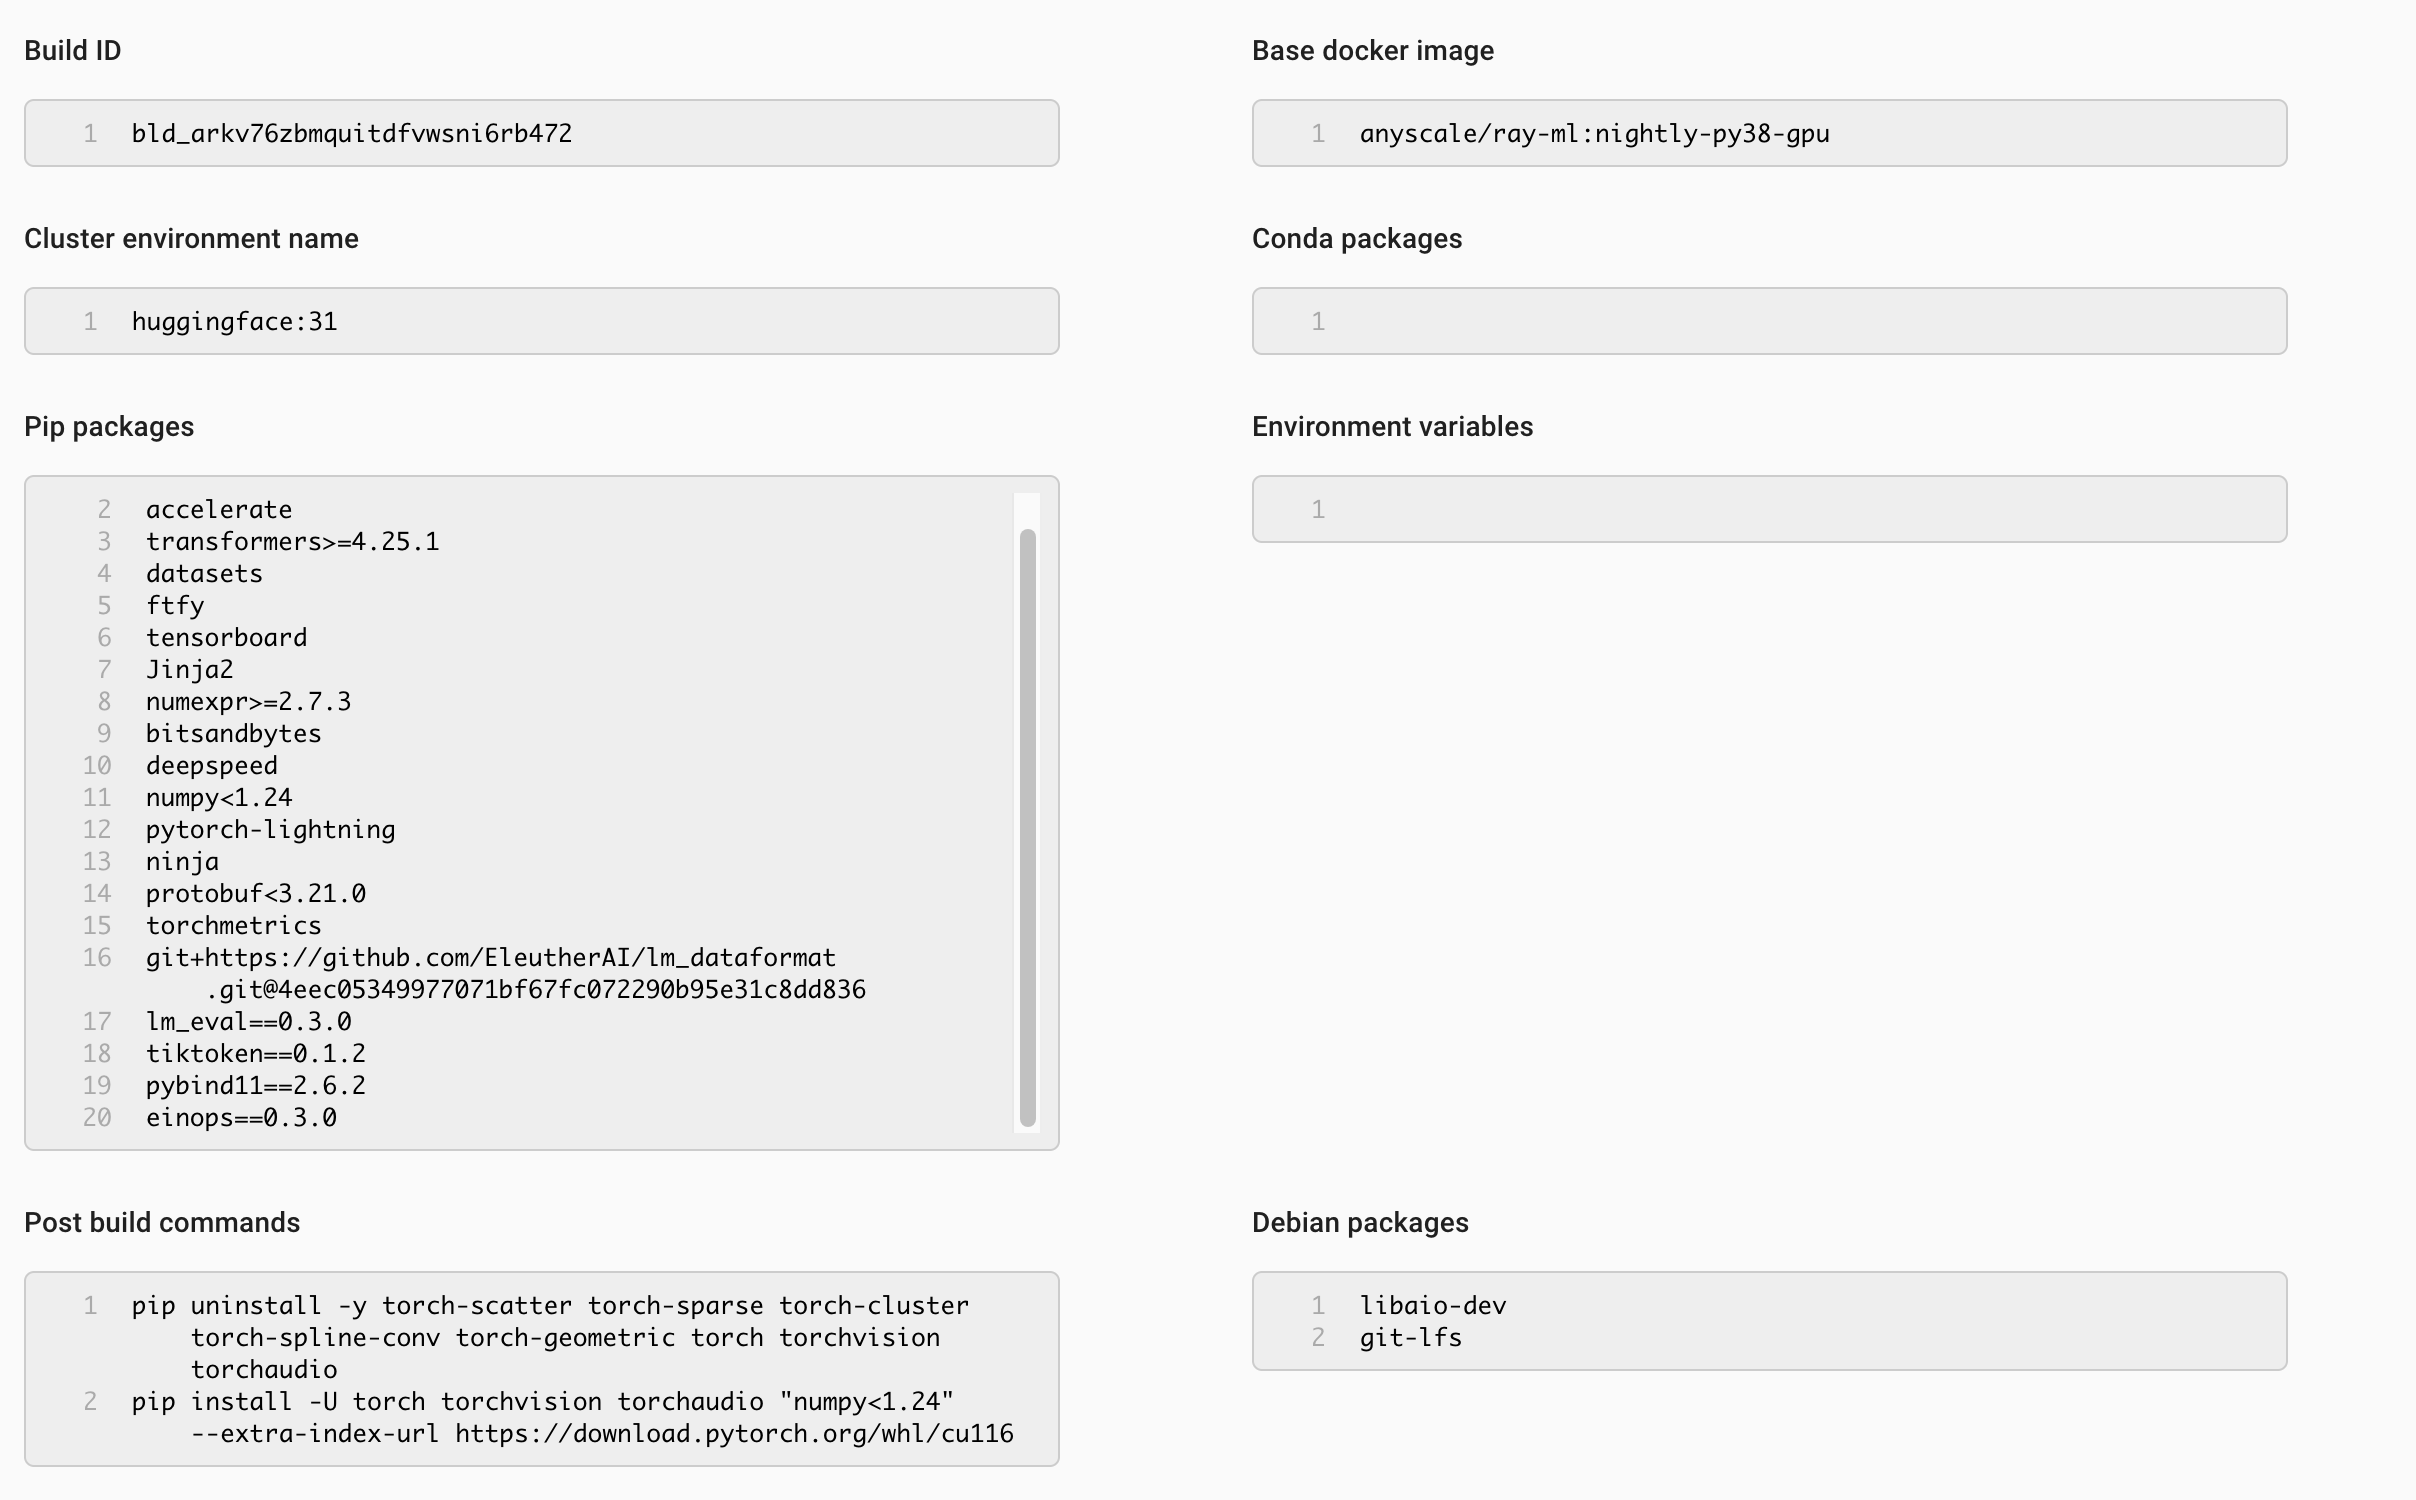 Build ID
1 bld_arkv76zbmquitdfvwsni6rb472
Base docker image
1 anyscale/ray-ml:nightly-py38-gpu
Cluster environment name
1 huggingface:31
Conda packages
1
Pip packages
2 accelerate
3 transformers>=4.25.1
4 datasets
5 ftfy
6 tensorboard
7 Jinja2
8 numexpr>=2.7.3
9 bitsandbytes
10 deepspeed
11 numpy<1.24
12 pytorch-lightning
13 ninja
14 protobuf<3.21.0
15 torchmetrics
16 git+https://github.com/EleutherAI/lm_dataformat
.git@4eec05349977071bf67fc072290b95e31c8dd836
17 lm_eval==0.3.0
18 tiktoken==0.1.2
19 pybind11==2.6.2
20 einops==0.3.0
Environment variables
1
Post build commands
1 pip uninstall -y torch-scatter torch-sparse torch-cluster
torch-spline-conv torch-geometric torch torchvision
torchaudio
2 pip install -U torch torchvision torchaudio "numpy<1.24"
--extra-index-url https://download.pytorch.org/whl/cu116
Debian packages
1 libaio-dev
2 git-lfs